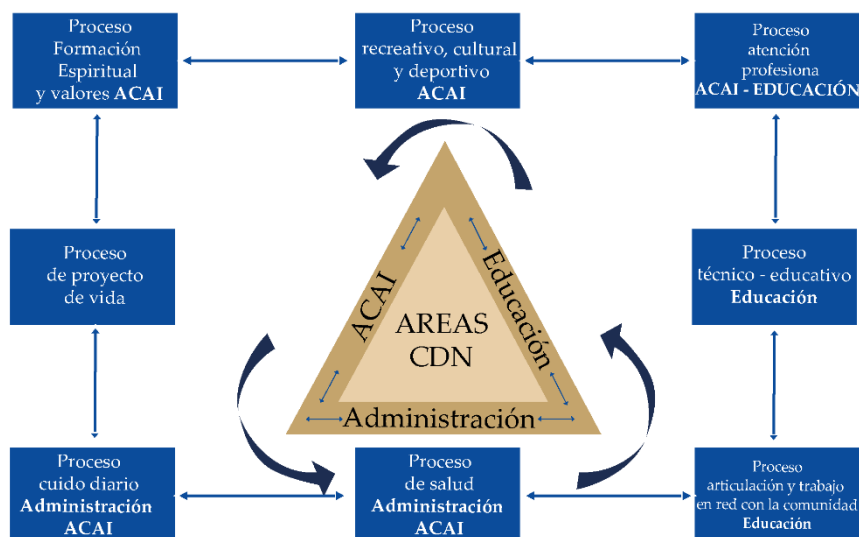 Proceso
Formación
Espiritual
y valores ACAI
Proceso
recreativo, cultural
y deportivo
ACAI
Proceso
atención
profesiona
ACAI - EDUCACIÓN
Proceso
de proyecto
de vida
ACAI
Educación
AREAS
CDN
Administración
Proceso
técnico - educativo
Educación
Proceso
cuido diario
Administración
ACAI
Proceso
de salud
Administración
ACAI
Proceso
articulación y trabajo
en red con la comunidad
Educación